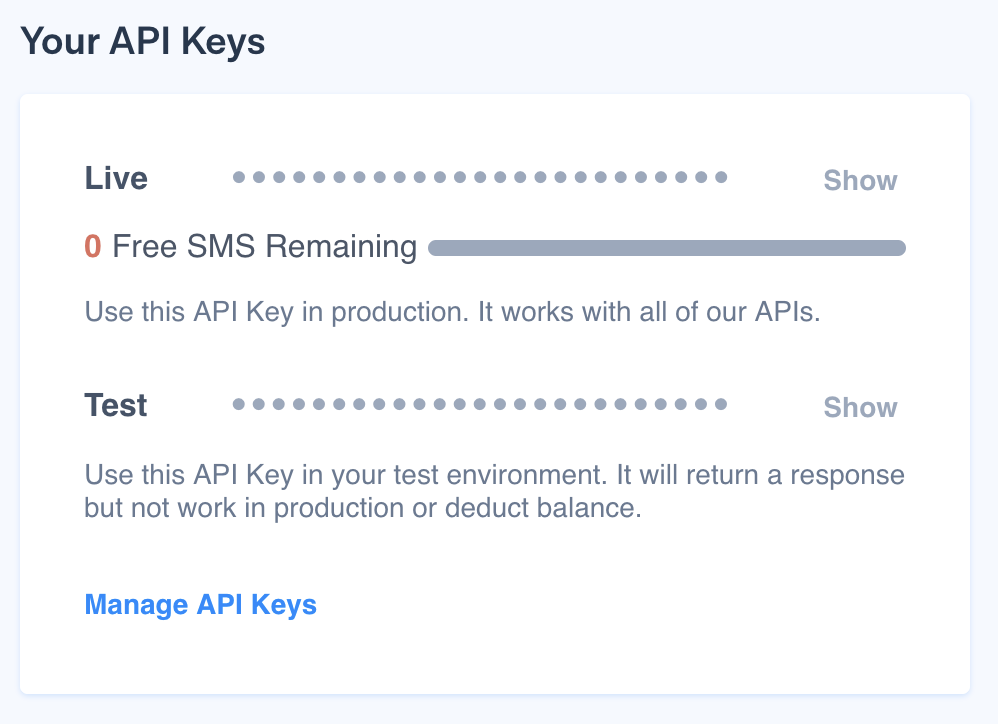 Your API Keys
Live ••••••••••••••••••••••••• Show
0 Free SMS Remaining
Use this API Key in production. It works with all of our APIs.
Test ••••••••••••••••••••••••• Show
Use this API Key in your test environment. It will return a response
but not work in production or deduct balance.
Manage API Keys